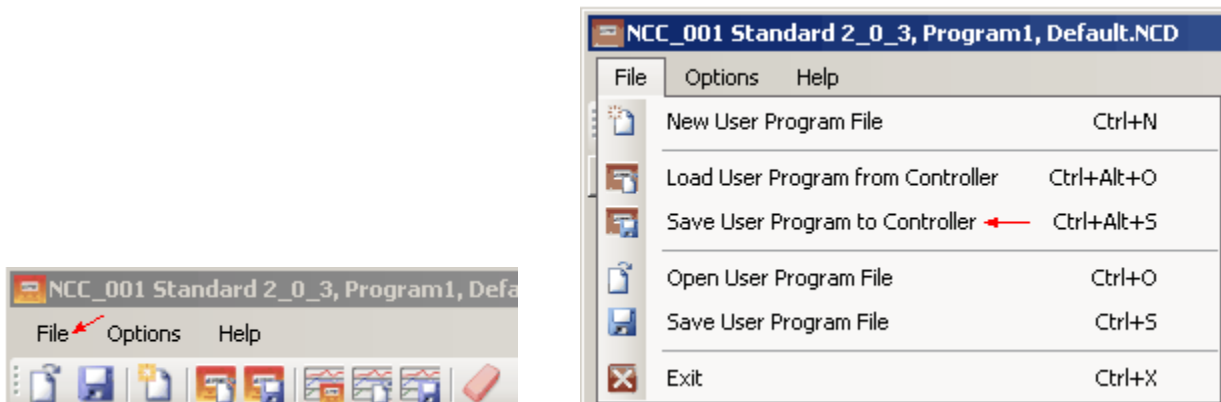 NCC_001 Standard 2_0_3, Program1, Default.NCD
File Options Help
New User Program File Ctrl+N
Load User Program from Controller Ctrl+Alt+O
Save User Program to Controller Ctrl+Alt+S
Open User Program File Ctrl+O
Save User Program File Ctrl+S
Exit Ctrl+X
NCC_001 Standard 2_0_3, Program1, Defa
File Options Help